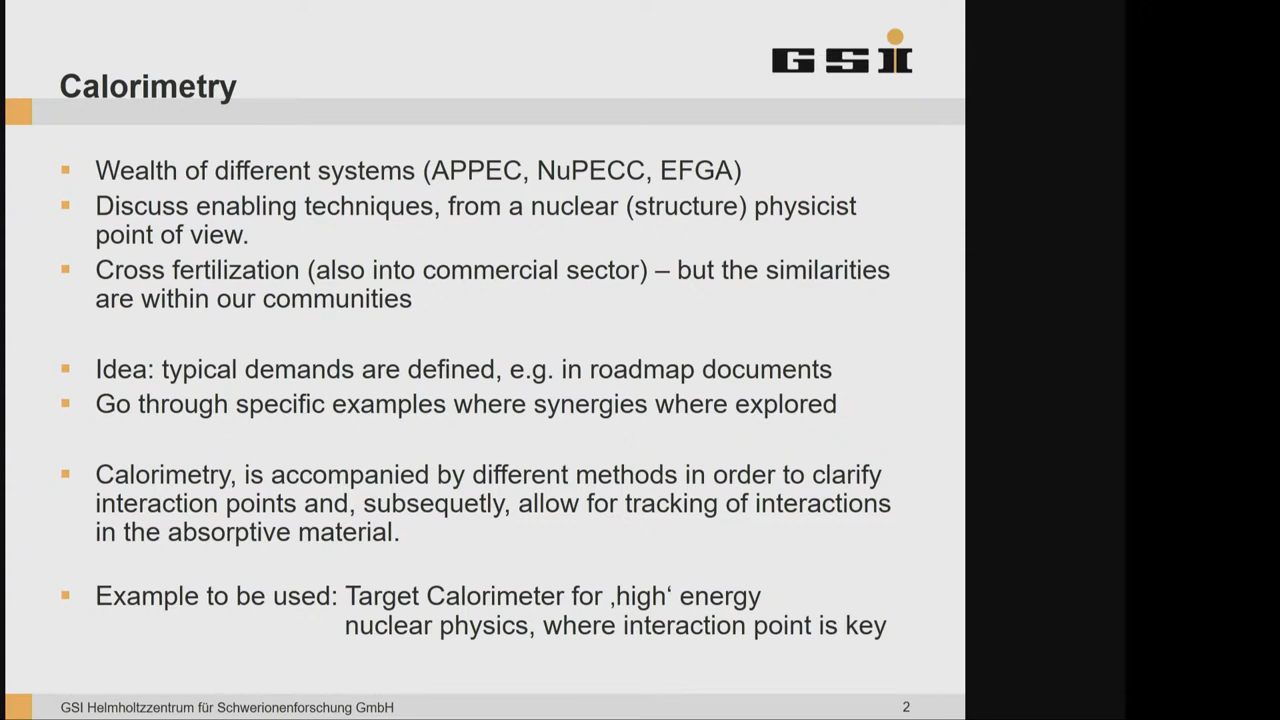 GSI
Calorimetry
Wealth of different systems (APPEC, NuPECC, EFGA)
Discuss enabling techniques, from a nuclear (structure) physicist
point of view.
Cross fertilization (also into commercial sector) – but the similarities
are within our communities
Idea: typical demands are defined, e.g. in roadmap documents
Go through specific examples where synergies where explored
Calorimetry, is accompanied by different methods in order to clarify
interaction points and, subsequetly, allow for tracking of interactions
in the absorptive material.
Example to be used: Target Calorimeter for ‚high‘ energy
nuclear physics, where interaction point is key
GSI Helmholtzzentrum für Schwerionenforschung GmbH
2